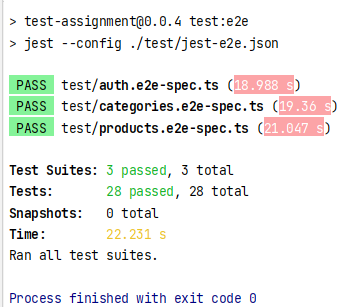 > test-assignment@0.0.4 test:e2e
> jest --config ./test/jest-e2e.json
PASS test/auth.e2e-spec.ts (18.988 s)
PASS test/categories.e2e-spec.ts (19.36 s)
PASS test/products.e2e-spec.ts (21.047 s)
Test Suites: 3 passed, 3 total
Tests: 28 passed, 28 total
Snapshots: 0 total
Time: 22.231 s
Ran all test suites.
Process finished with exit code 0